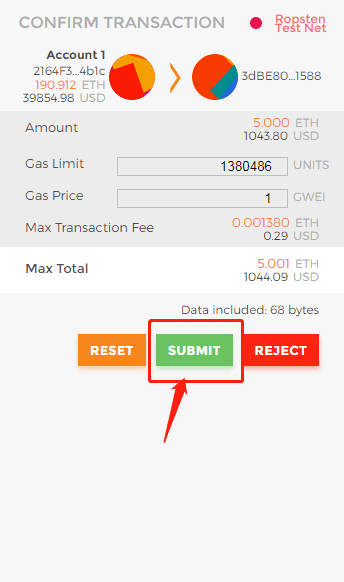 CONFIRM TRANSACTION
Ropsten
Test Net
Account 1
2164F3...4b1c
190.912 ETH
39854.98 USD
3dBE80...1588
Amount
5.000 ETH
1043.80 USD
Gas Limit 1380486 UNITS
Gas Price 1 GWEI
Max Transaction Fee
0.001380 ETH
0.29 USD
Max Total
5.001 ETH
1044.09 USD
Data included: 68 bytes
RESET SUBMIT REJECT